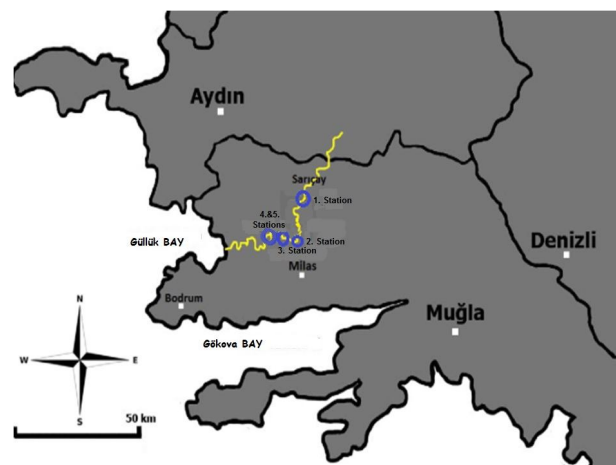 Aydın
Sarıçay
1. Station
4.&5.
Stations
2. Station
3. Station
Güllük BAY
Milas
Denizli
Bodrum
Muğla
Gökova BAY
N
W
E
S
50 km